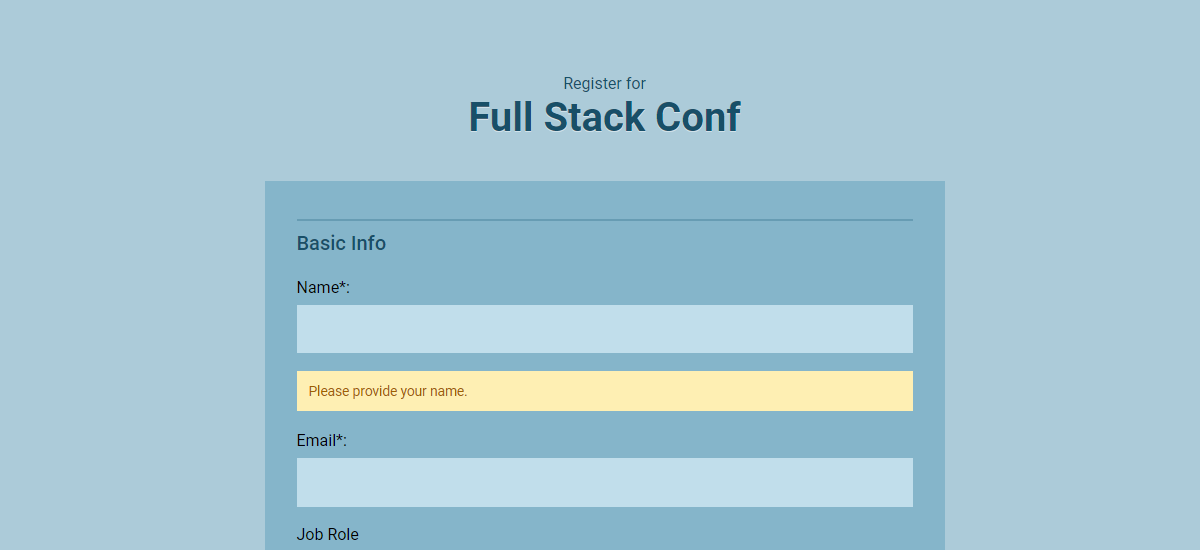 Register for
Full Stack Conf
Basic Info
Name*:
Please provide your name.
Email*:
Job Role